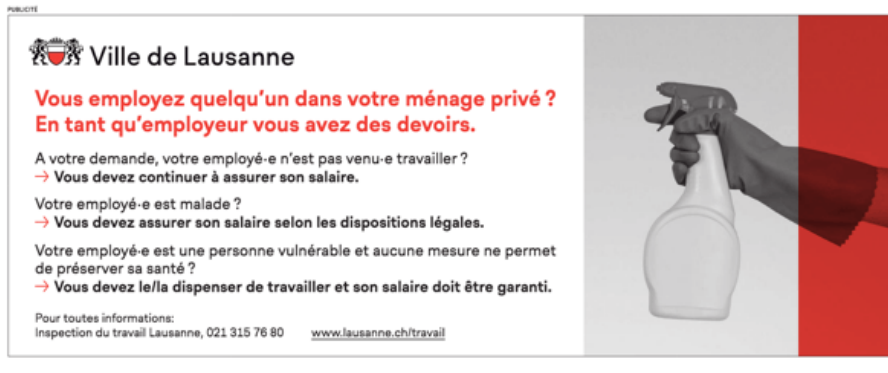 PUBLICITÉ
Ville de Lausanne
Vous employez quelqu'un dans votre ménage privé ?
En tant qu'employeur vous avez des devoirs.
A votre demande, votre employé·e n'est pas venu·e travailler ?
→ Vous devez continuer à assurer son salaire.
Votre employé·e est malade ?
→ Vous devez assurer son salaire selon les dispositions légales.
Votre employé·e est une personne vulnérable et aucune mesure ne permet
de préserver sa santé ?
→ Vous devez le/la dispenser de travailler et son salaire doit être garanti.
Pour toutes informations:
Inspection du travail Lausanne, 021 315 76 80 www.lausanne.ch/travail